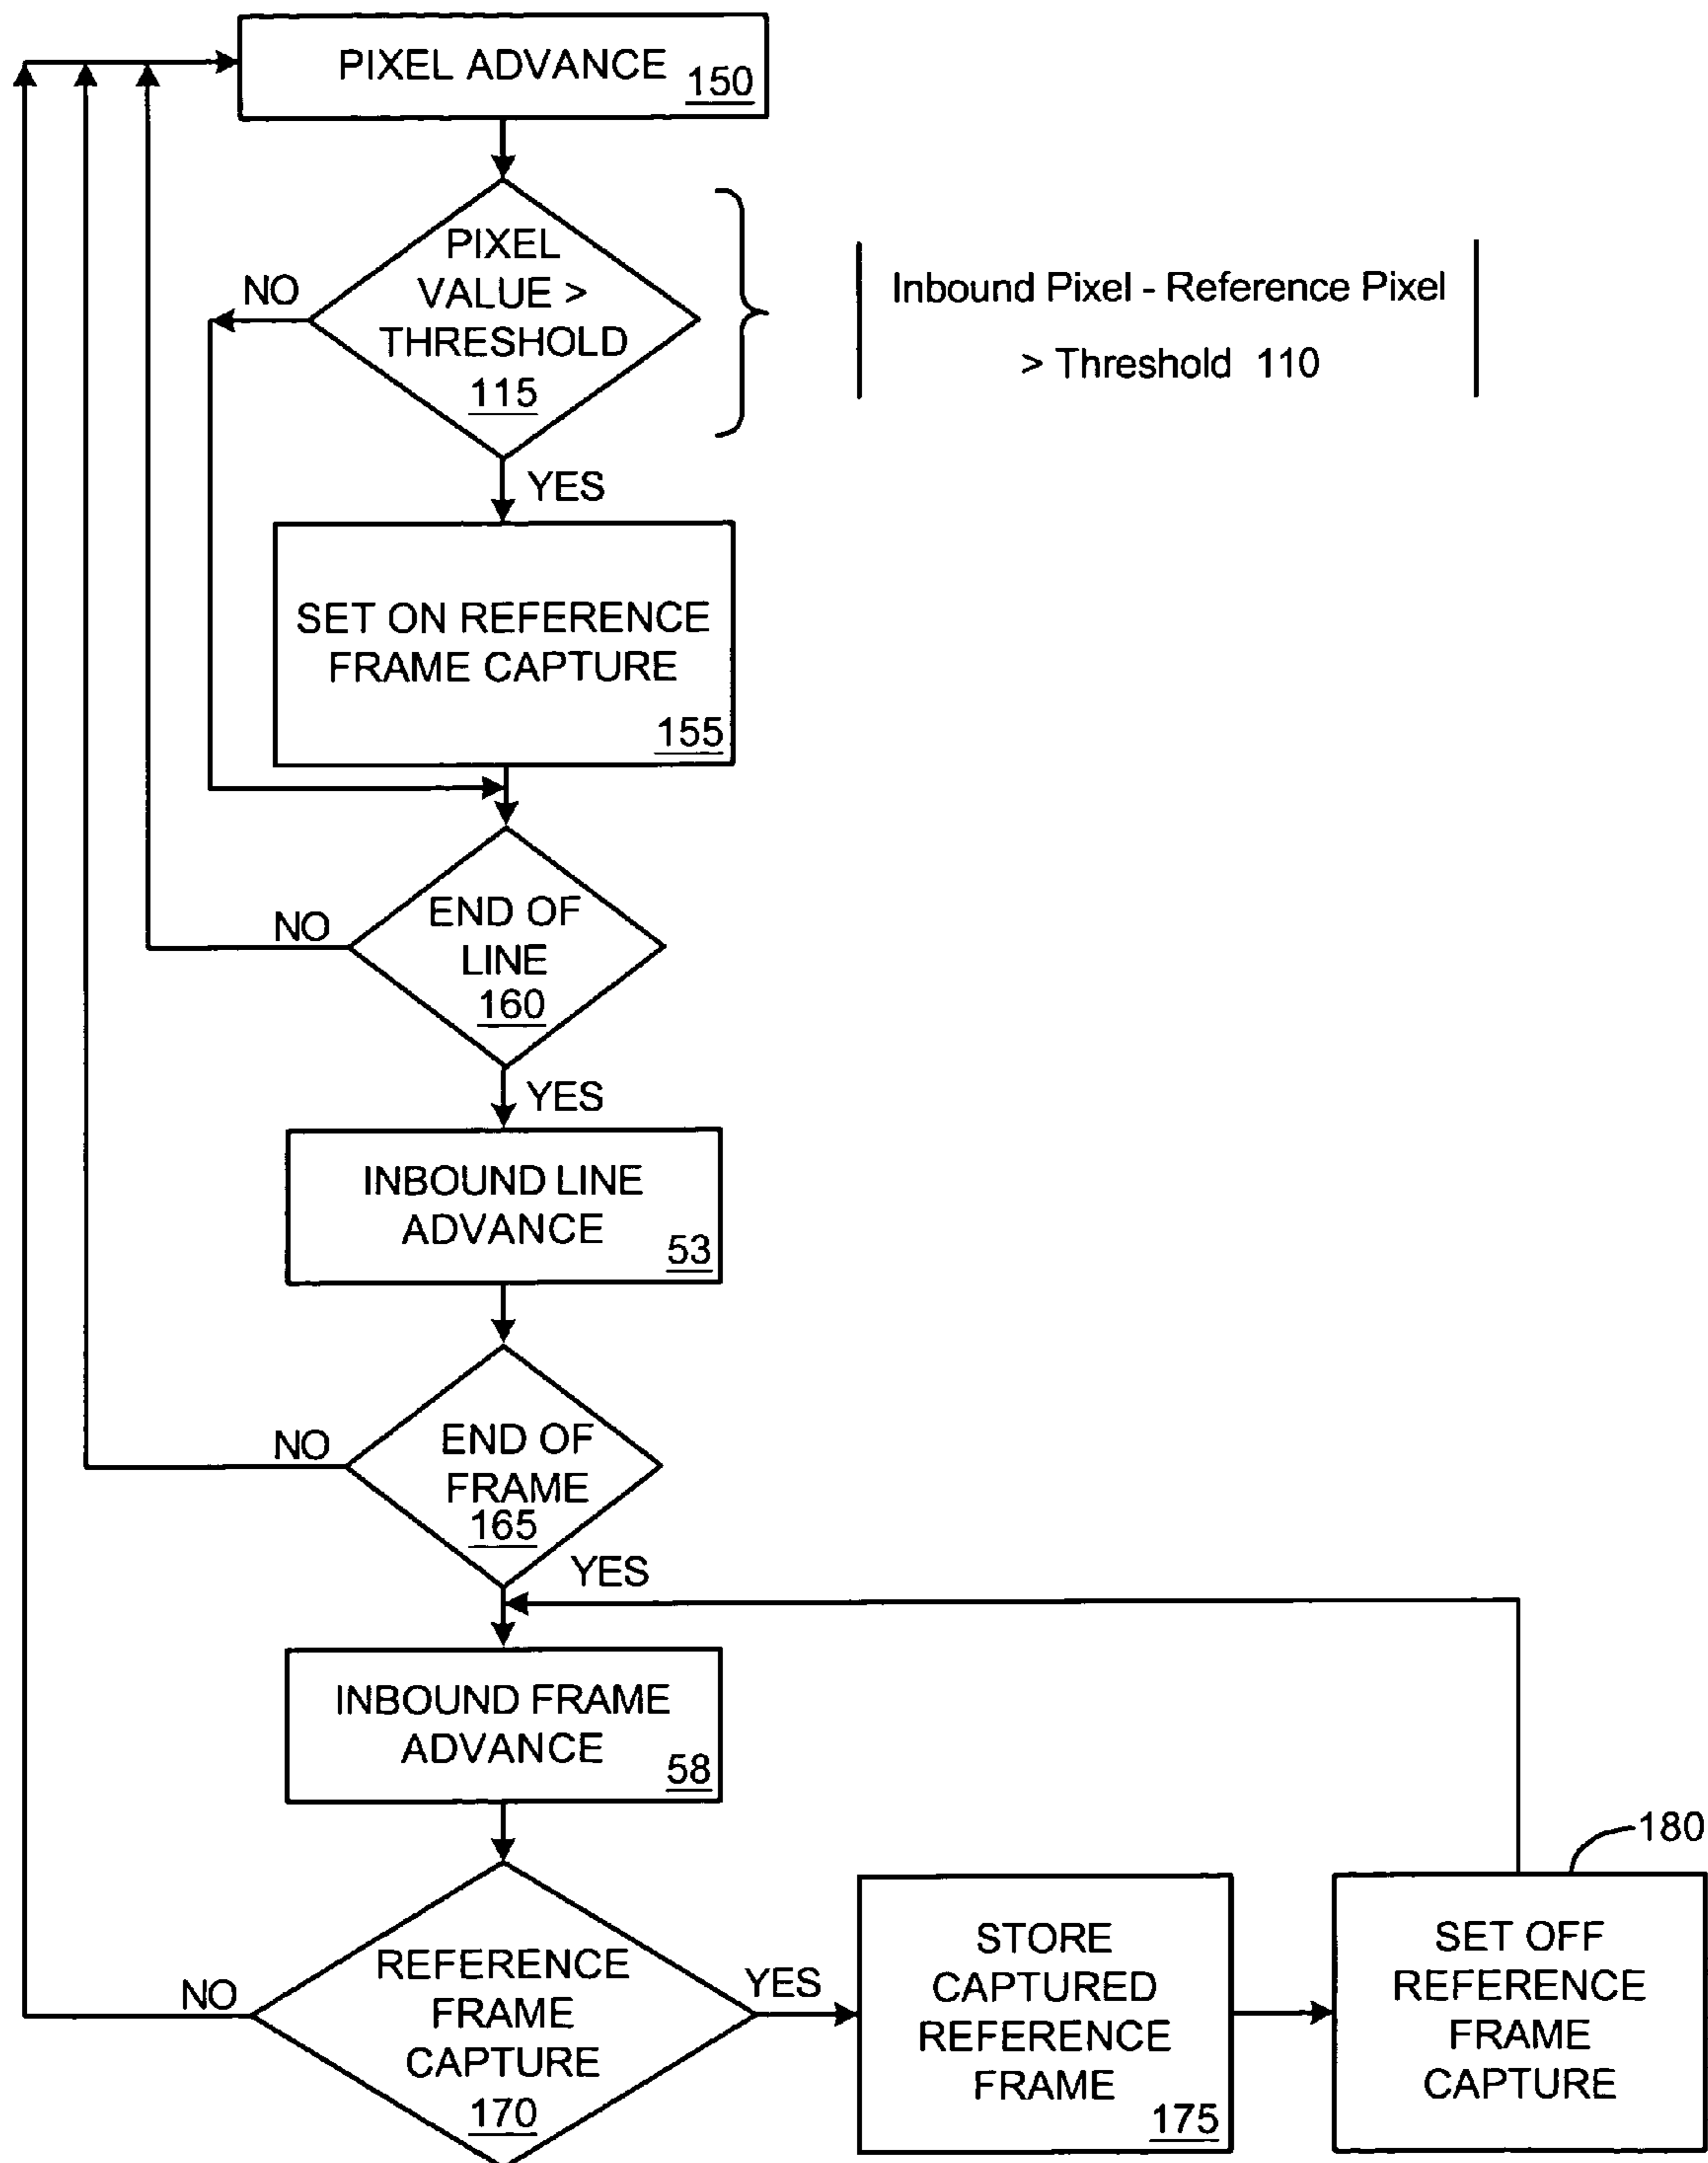 PIXEL ADVANCE
150
PIXEL
VALUE >
THRESHOLD
115
NO
Inbound Pixel - Reference Pixel
> Threshold 110
YES
SET ON REFERENCE
FRAME CAPTURE
155
END OF
LINE
160
NO
YES
INBOUND LINE
ADVANCE
53
END OF
FRAME
165
NO
YES
INBOUND FRAME
ADVANCE
58
REFERENCE
FRAME
CAPTURE
170
NO
YES
STORE
CAPTURED
REFERENCE
FRAME
175
180
SET OFF
REFERENCE
FRAME
CAPTURE